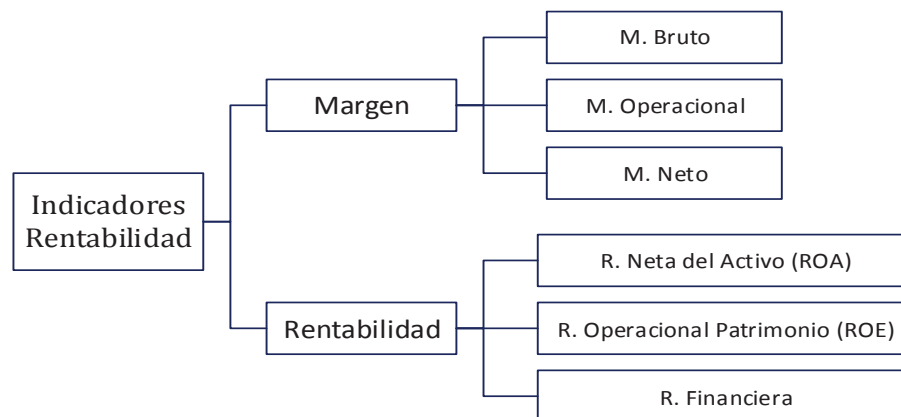 Indicadores
Rentabilidad
Margen
M. Bruto
M. Operacional
M. Neto
Rentabilidad
R. Neta del Activo (ROA)
R. Operacional Patrimonio (ROE)
R. Financiera